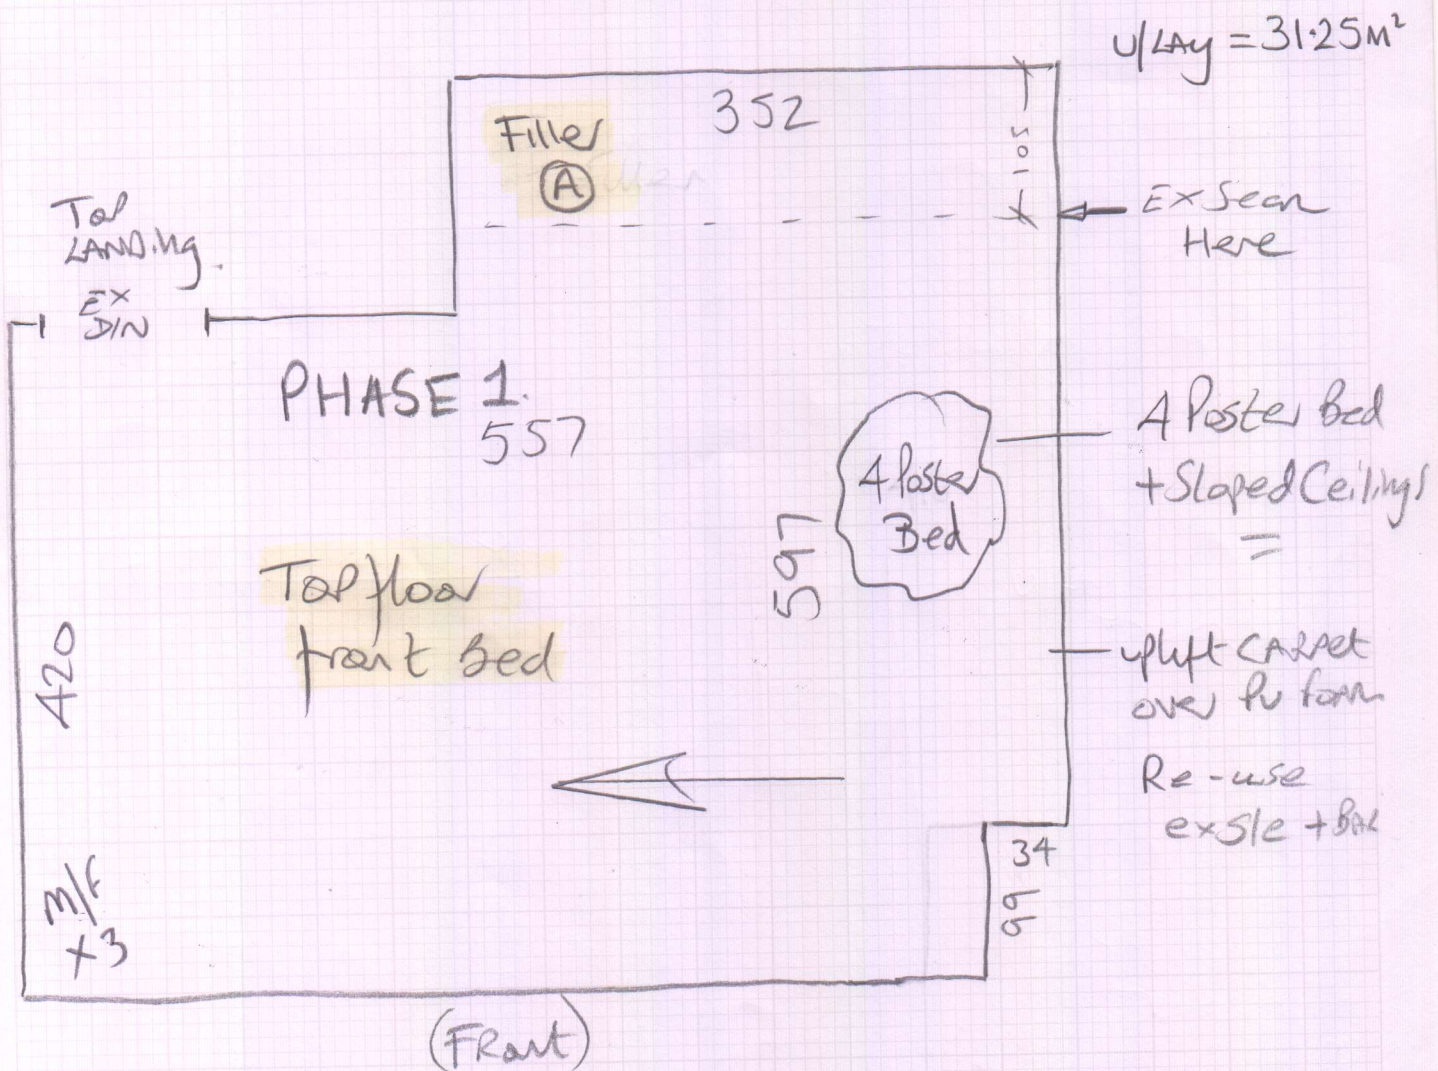 U/LAY = 31.25M²
352
Filler
A
105
Ex Seam
Here
Top
LANDing
EX
D/N
PHASE 1.
557
4 Poster
Bed
4 Poster Bed
+ Sloped Ceilings
597
Top floor
front Bed
uplift CARPet
over PU foam
420
Re-use
ex s/e + BAR
34
99
M/F
x3
(FRont)